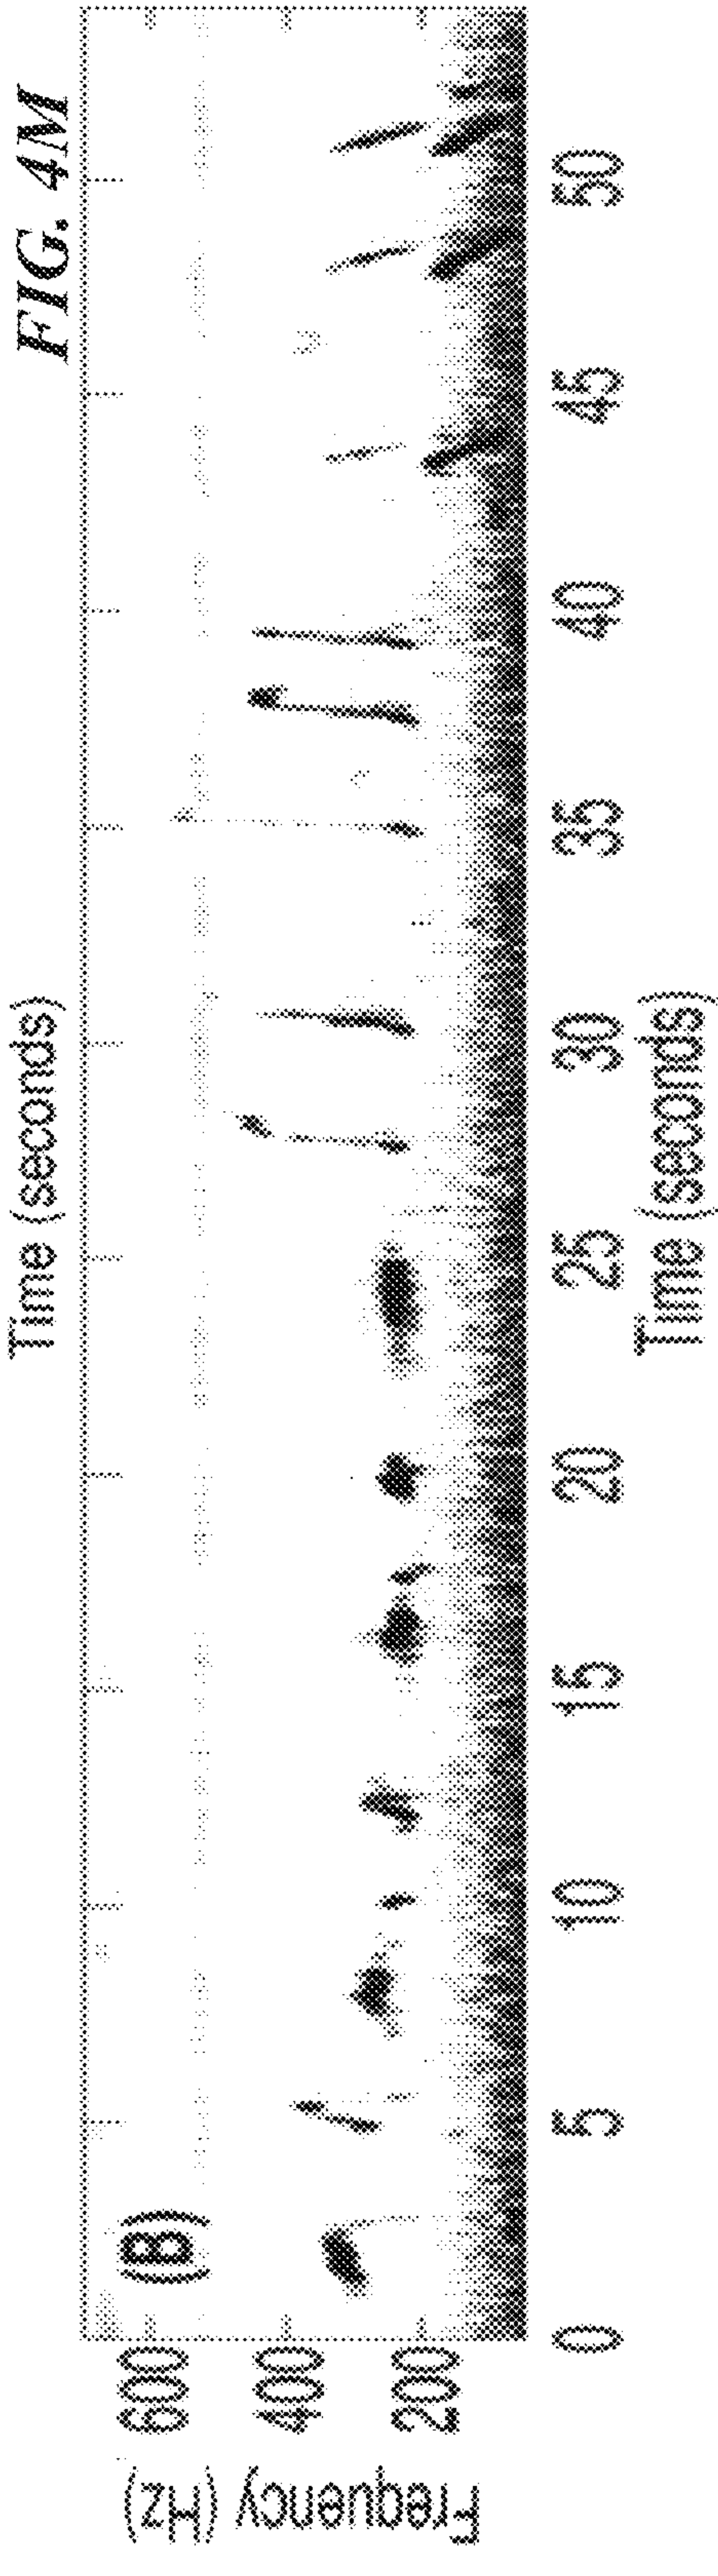 FIG. 4M
Time (seconds)
(B)
Frequency (Hz)
600
400
200
0 5 10 15 20 25 30 35 40 45 50
Time (seconds)